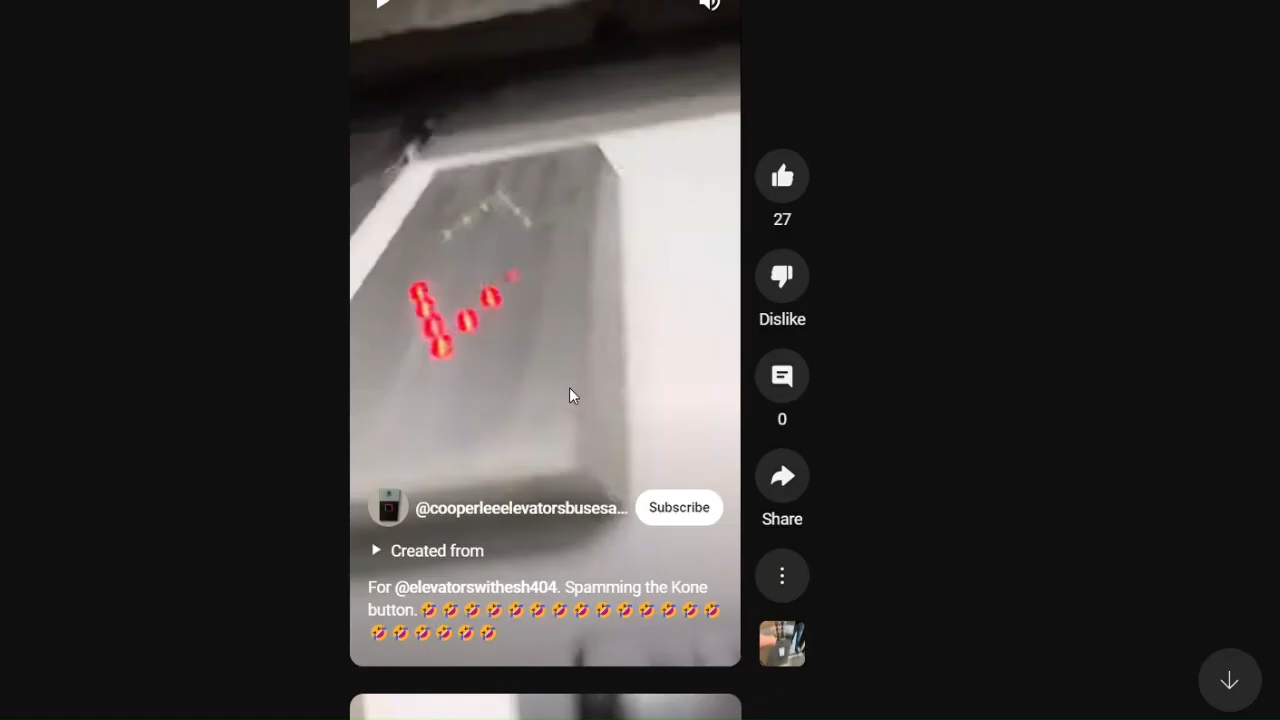 27
Dislike
0
Share
@cooperleeelevatorsbusesa...
Subscribe
Created from
For @elevatorswithesh404. Spamming the Kone
button. 🤣🤣🤣🤣🤣🤣🤣🤣🤣🤣🤣🤣🤣🤣
🤣🤣🤣🤣🤣🤣